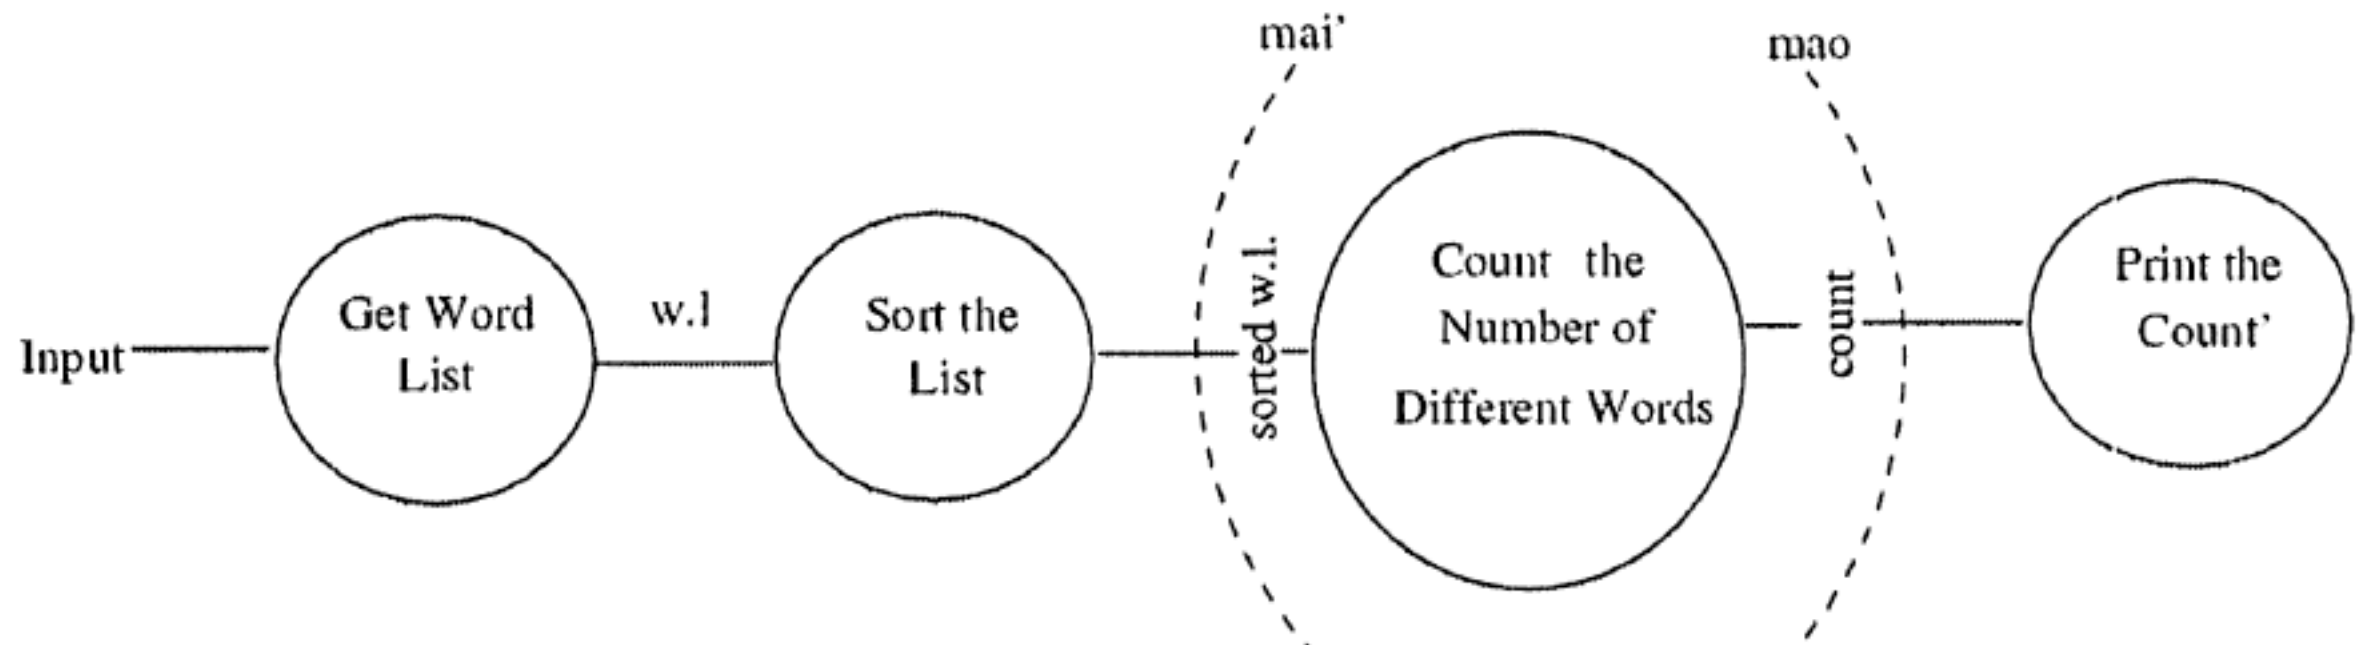 mai'
mao
Input
Get Word
List
w.l
Sort the
List
sorted w.l.
Count the
Number of
Different Words
count
Print the
Count'